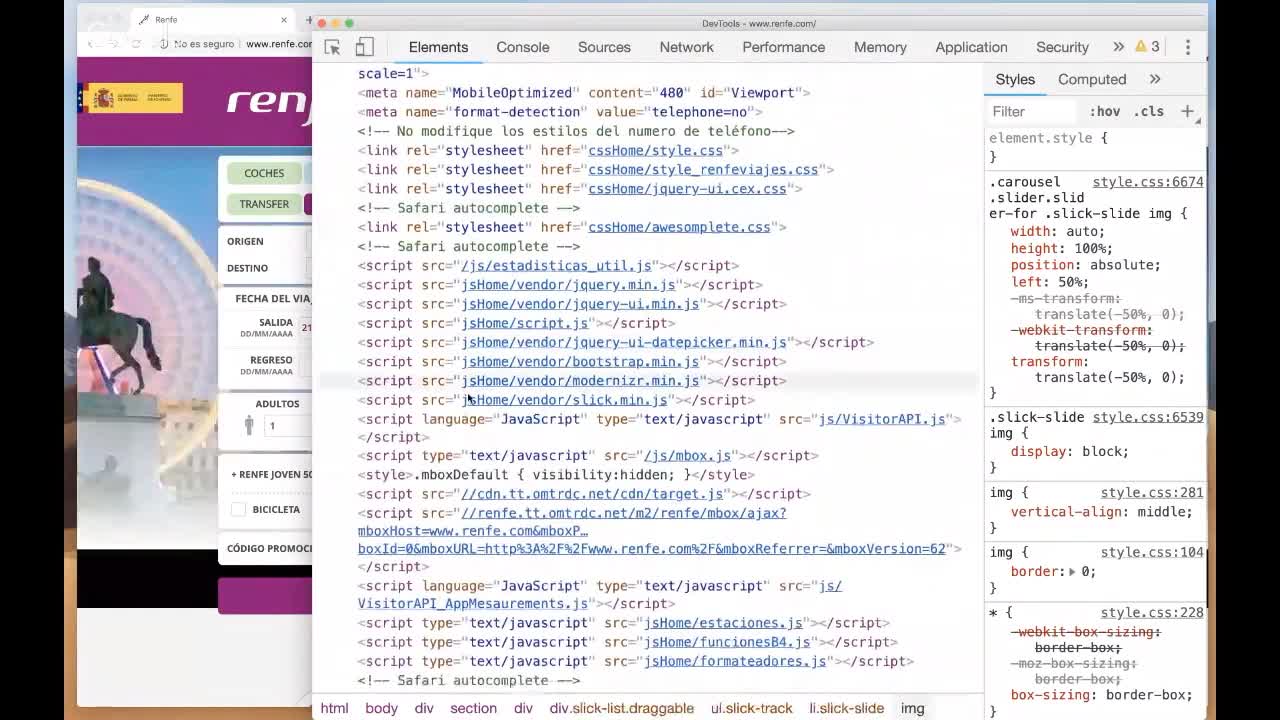 Renfe
DevTools - www.renfe.com/
No es seguro
www.renfe.com
Elements
Console
Sources
Network
Performance
Memory
Application
Security
»
3
renf
COCHES
TRANSFER
ORIGEN
DESTINO
FECHA DEL VIAJ
SALIDA
DD/MM/AAAA
21
REGRESO
DD/MM/AAAA
ADULTOS
1
+ RENFE JOVEN 50
BICICLETA
CÓDIGO PROMOCI
scale=1">
<meta name="MobileOptimized" content="480" id="Viewport">
<meta name="format-detection" value="telephone=no">
<!-- No modifique los estilos del numero de teléfono-->
<link rel="stylesheet" href="cssHome/style.css">
<link rel="stylesheet" href="cssHome/style_renfeviajes.css">
<link rel="stylesheet" href="cssHome/jquery-ui.cex.css">
<!-- Safari autocomplete -->
<link rel="stylesheet" href="cssHome/awesomplete.css">
<!-- Safari autocomplete -->
<script src="/js/estadisticas_util.js"></script>
<script src="jsHome/vendor/jquery.min.js"></script>
<script src="jsHome/vendor/jquery-ui.min.js"></script>
<script src="jsHome/script.js"></script>
<script src="jsHome/vendor/jquery-ui-datepicker.min.js"></script>
<script src="jsHome/vendor/bootstrap.min.js"></script>
<script src="jsHome/vendor/modernizr.min.js"></script>
<script src="jsHome/vendor/slick.min.js"></script>
<script language="JavaScript" type="text/javascript" src="js/VisitorAPI.js">
</script>
<script type="text/javascript" src="/js/mbox.js"></script>
<style>.mboxDefault { visibility:hidden; }</style>
<script src="//cdn.tt.omtrdc.net/cdn/target.js"></script>
<script src="//renfe.tt.omtrdc.net/m2/renfe/mbox/ajax?
mboxHost=www.renfe.com&mboxP…
boxId=0&mboxURL=http%3A%2F%2Fwww.renfe.com%2F&mboxReferrer=&mboxVersion=62">
</script>
<script language="JavaScript" type="text/javascript" src="js/
VisitorAPI_AppMesaurements.js"></script>
<script type="text/javascript" src="jsHome/estaciones.js"></script>
<script type="text/javascript" src="jsHome/funcionesB4.js"></script>
<script type="text/javascript" src="jsHome/formateadores.js"></script>
<!-- Safari autocomplete -->
html body div section div div.slick-list.draggable ul.slick-track li.slick-slide img
Styles
Computed
»
Filter
:hov
.cls
+
element.style {
}
.carousel style.css:6674
.slider.slid
er-for .slick-slide img {
width: auto;
height: 100%;
position: absolute;
left: 50%;
-ms-transform:
translate(-50%, 0);
-webkit-transform:
translate(-50%, 0);
transform:
translate(-50%, 0);
}
.slick-slide style.css:6539
img {
display: block;
}
img { style.css:281
vertical-align: middle;
}
img { style.css:104
border: 0;
}
* { style.css:228
-webkit-box-sizing:
border-box;
-moz-box-sizing:
border-box;
box-sizing: border-box;
}